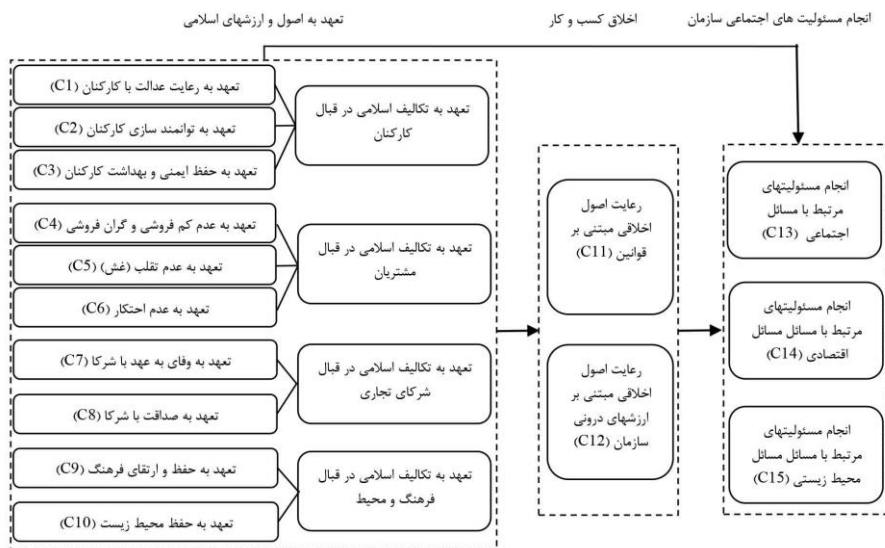 تعهد به اصول و ارزشهای اسلامی
اخلاق کسب و کار
انجام مسئولیت های اجتماعی سازمان
تعهد به رعایت عدالت با کارکنان (C1)
تعهد به توانمند سازی کارکنان (C2)
تعهد به حفظ ایمنی و بهداشت کارکنان (C3)
تعهد به تکالیف اسلامی در قبال
کارکنان
تعهد به عدم کم فروشی و گران فروشی (C4)
تعهد به عدم تقلب (غش) (C5)
تعهد به عدم احتکار (C6)
تعهد به تکالیف اسلامی در قبال
مشتریان
تعهد به وفای به عهد با شرکا (C7)
تعهد به صداقت با شرکا (C8)
تعهد به تکالیف اسلامی در قبال
شرکای تجاری
تعهد به حفظ و ارتقای فرهنگ (C9)
تعهد به حفظ محیط زیست (C10)
تعهد به تکالیف اسلامی در قبال
فرهنگ و محیط
رعایت اصول
اخلاقی مبتنی بر
قوانین (C11)
رعایت اصول
اخلاقی مبتنی بر
ارزشهای درونی
سازمان (C12)
انجام مسئولیتهای
مرتبط با مسائل
اجتماعی (C13)
انجام مسئولیتهای
مرتبط با مسائل مسائل
اقتصادی (C14)
انجام مسئولیتهای
مرتبط با مسائل مسائل
محیط زیستی (C15)